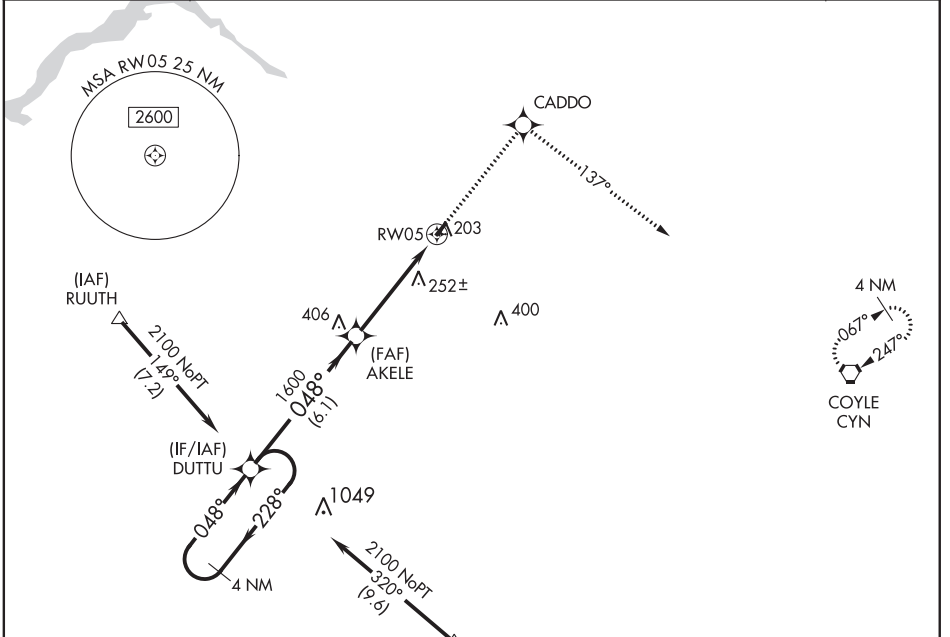 MSA RW05 25 NM
2600
CADDO
137°
RW05
203
252±
400
406
(IAF)
RUUTH
2100 NoPT
149°
(7.2)
(FAF)
AKELE
1600
048°
(6.1)
4 NM
067°
247°
COYLE
CYN
(IF/IAF)
DUTTU
048°
228°
4 NM
1049
2100 NoPT
320°
(9.6)